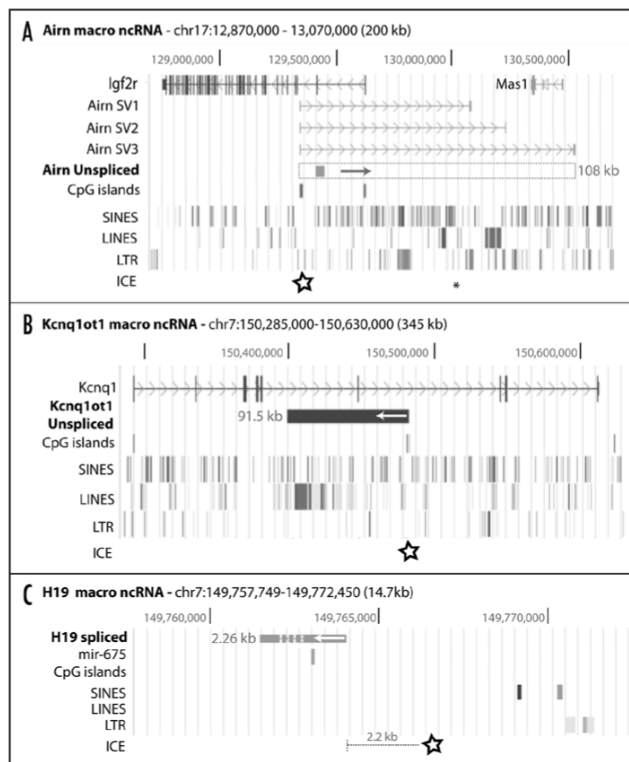 A Airn macro ncRNA - chr17:12,870,000 - 13,070,000 (200 kb)
129,000,000 129,500,000 130,000,000 130,500,000
Igf2r Mas1
Airn SV1
Airn SV2
Airn SV3
Airn Unspliced 108 kb
CpG islands
SINES
LINES
LTR
ICE *
B Kcnq1ot1 macro ncRNA - chr7:150,285,000-150,630,000 (345 kb)
150,400,000 150,500,000 150,600,000
Kcnq1
Kcnq1ot1
Unspliced 91.5 kb
CpG islands
SINES
LINES
LTR
ICE
C H19 macro ncRNA - chr7:149,757,749-149,772,450 (14.7kb)
149,760,000 149,765,000 149,770,000
H19 spliced 2.26 kb
mir-675
CpG islands
SINES
LINES
LTR
ICE 2.2 kb